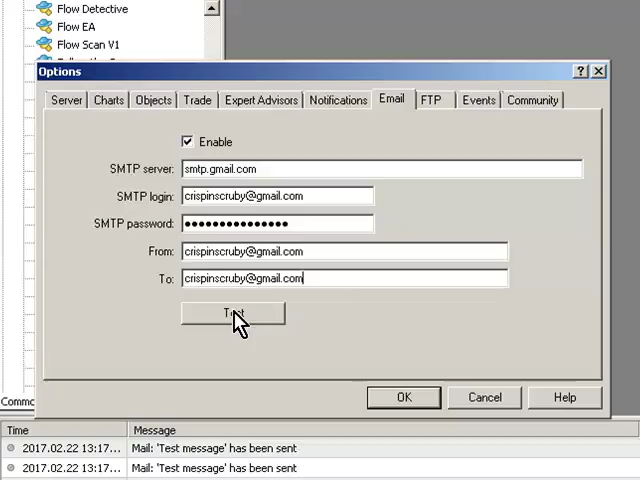 Flow Detective
Flow EA
Flow Scan V1
Options
Server Charts Objects Trade Expert Advisors Notifications Email FTP Events Community
Enable
SMTP server: smtp.gmail.com
SMTP login: crispinscruby@gmail.com
SMTP password: ●●●●●●●●●●●●●●●
From: crispinscruby@gmail.com
To: crispinscruby@gmail.com
Test
OK Cancel Help
Time Message
2017.02.22 13:17... Mail: 'Test message' has been sent
2017.02.22 13:17... Mail: 'Test message' has been sent